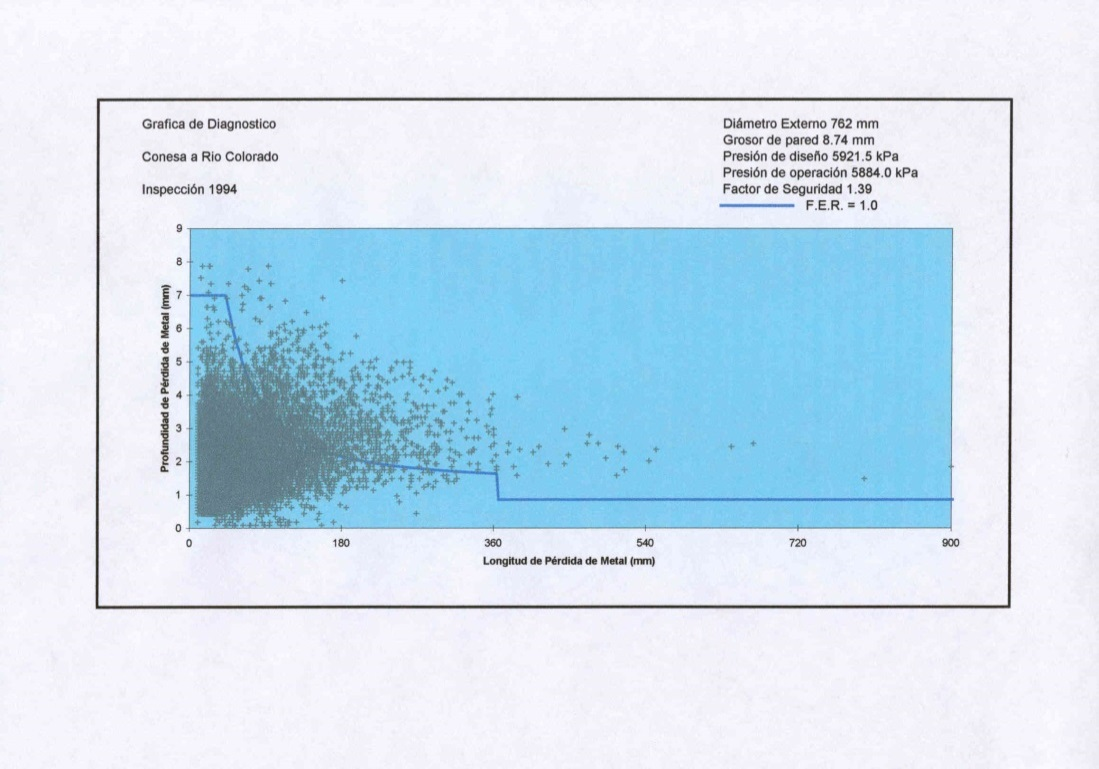 Grafica de Diagnostico
Conesa a Rio Colorado
Inspección 1994
Diámetro Externo 762 mm
Grosor de pared 8.74 mm
Presión de diseño 5921.5 kPa
Presión de operación 5884.0 kPa
Factor de Seguridad 1.39
F.E.R. = 1.0
Profundidad de Pérdida de Metal (mm)
9
8
7
6
5
4
3
2
1
0
0 180 360 540 720 900
Longitud de Pérdida de Metal (mm)